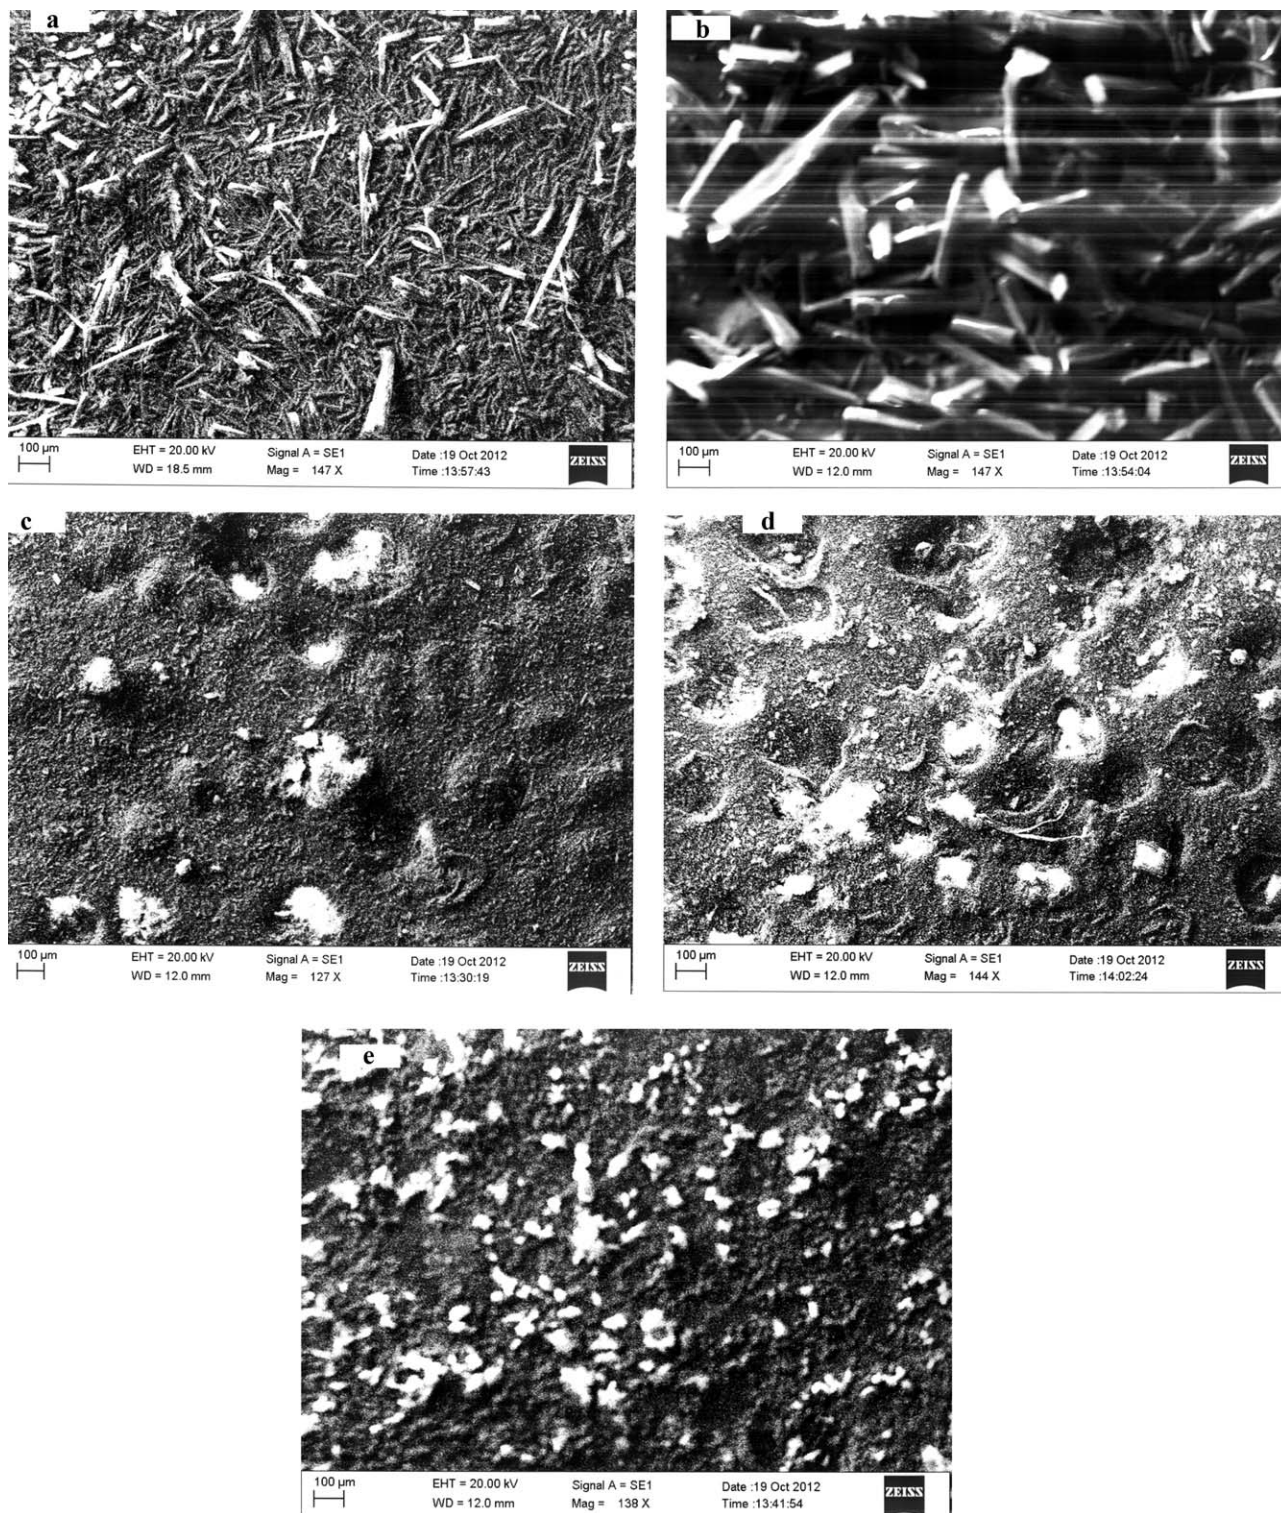 a
100 µm
EHT = 20.00 kV
Signal A = SE1
Date :19 Oct 2012
WD = 18.5 mm
Mag = 147 X
Time :13:57:43
ZEISS
b
100 µm
EHT = 20.00 kV
Signal A = SE1
Date :19 Oct 2012
WD = 12.0 mm
Mag = 147 X
Time :13:54:04
ZEISS
c
100 µm
EHT = 20.00 kV
Signal A = SE1
Date :19 Oct 2012
WD = 12.0 mm
Mag = 127 X
Time :13:30:19
ZEISS
d
100 µm
EHT = 20.00 kV
Signal A = SE1
Date :19 Oct 2012
WD = 12.0 mm
Mag = 144 X
Time :14:02:24
ZEISS
e
100 µm
EHT = 20.00 kV
Signal A = SE1
Date :19 Oct 2012
WD = 12.0 mm
Mag = 138 X
Time :13:41:54
ZEISS